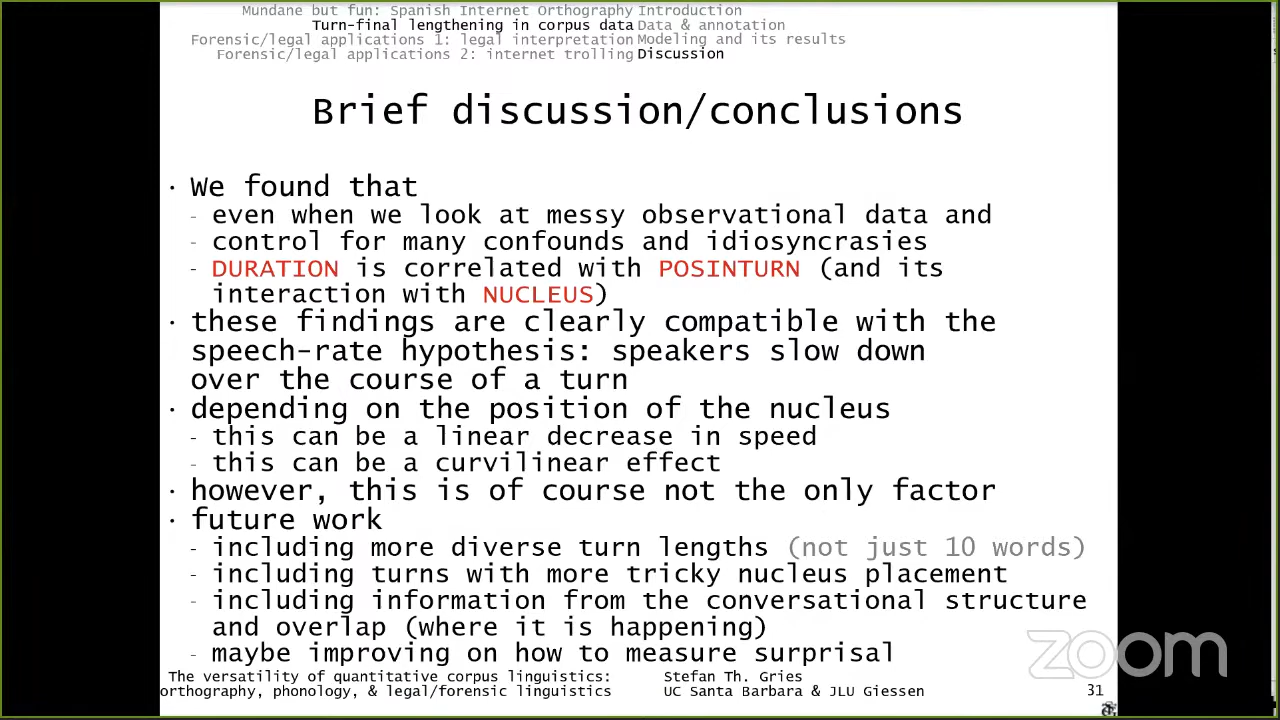 Mundane but fun: Spanish Internet Orthography Introduction
Turn-final lengthening in corpus data Data & annotation
Forensic/legal applications 1: legal interpretation Modeling and its results
Forensic/legal applications 2: internet trolling Discussion
Brief discussion/conclusions
· We found that
- even when we look at messy observational data and
- control for many confounds and idiosyncrasies
- DURATION is correlated with POSINTURN (and its
interaction with NUCLEUS)
· these findings are clearly compatible with the
speech-rate hypothesis: speakers slow down
over the course of a turn
· depending on the position of the nucleus
- this can be a linear decrease in speed
- this can be a curvilinear effect
· however, this is of course not the only factor
· future work
- including more diverse turn lengths (not just 10 words)
- including turns with more tricky nucleus placement
- including information from the conversational structure
and overlap (where it is happening)
- maybe improving on how to measure surprisal
zoom
The versatility of quantitative corpus linguistics: Stefan Th. Gries
orthography, phonology, & legal/forensic linguistics UC Santa Barbara & JLU Giessen 31